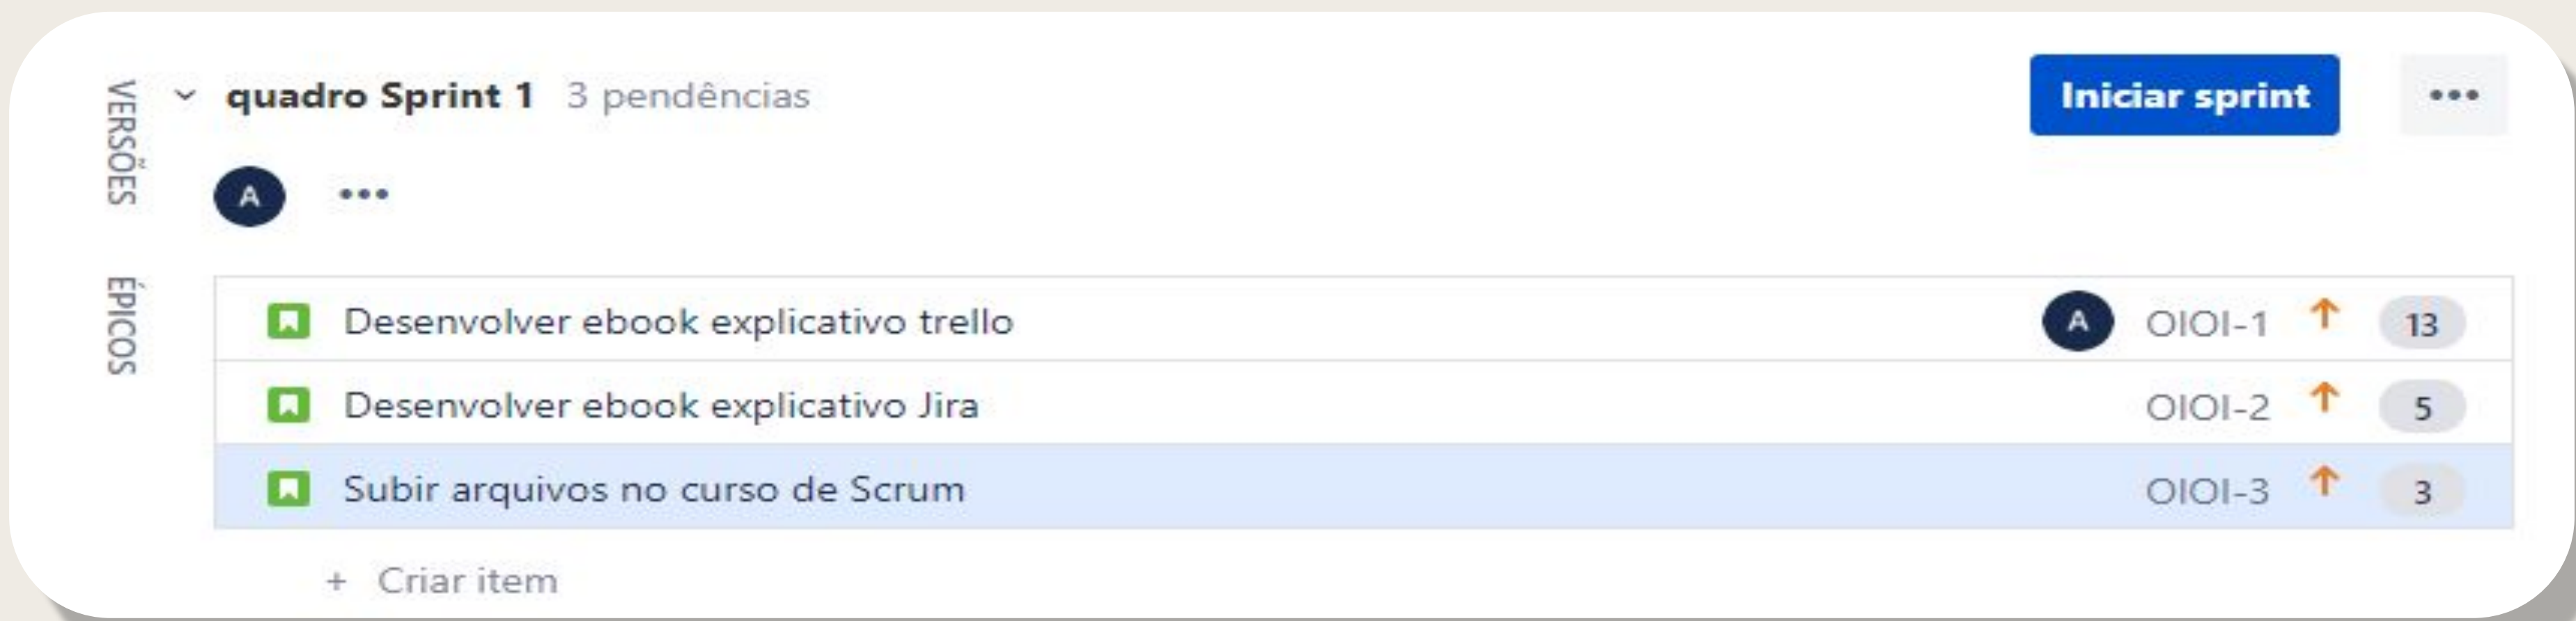 VERSÕES
quadro Sprint 1 3 pendências
Iniciar sprint •••
A •••
ÉPICOS
Desenvolver ebook explicativo trello A OIOI-1 ↑ 13
Desenvolver ebook explicativo Jira OIOI-2 ↑ 5
Subir arquivos no curso de Scrum OIOI-3 ↑ 3
+ Criar item